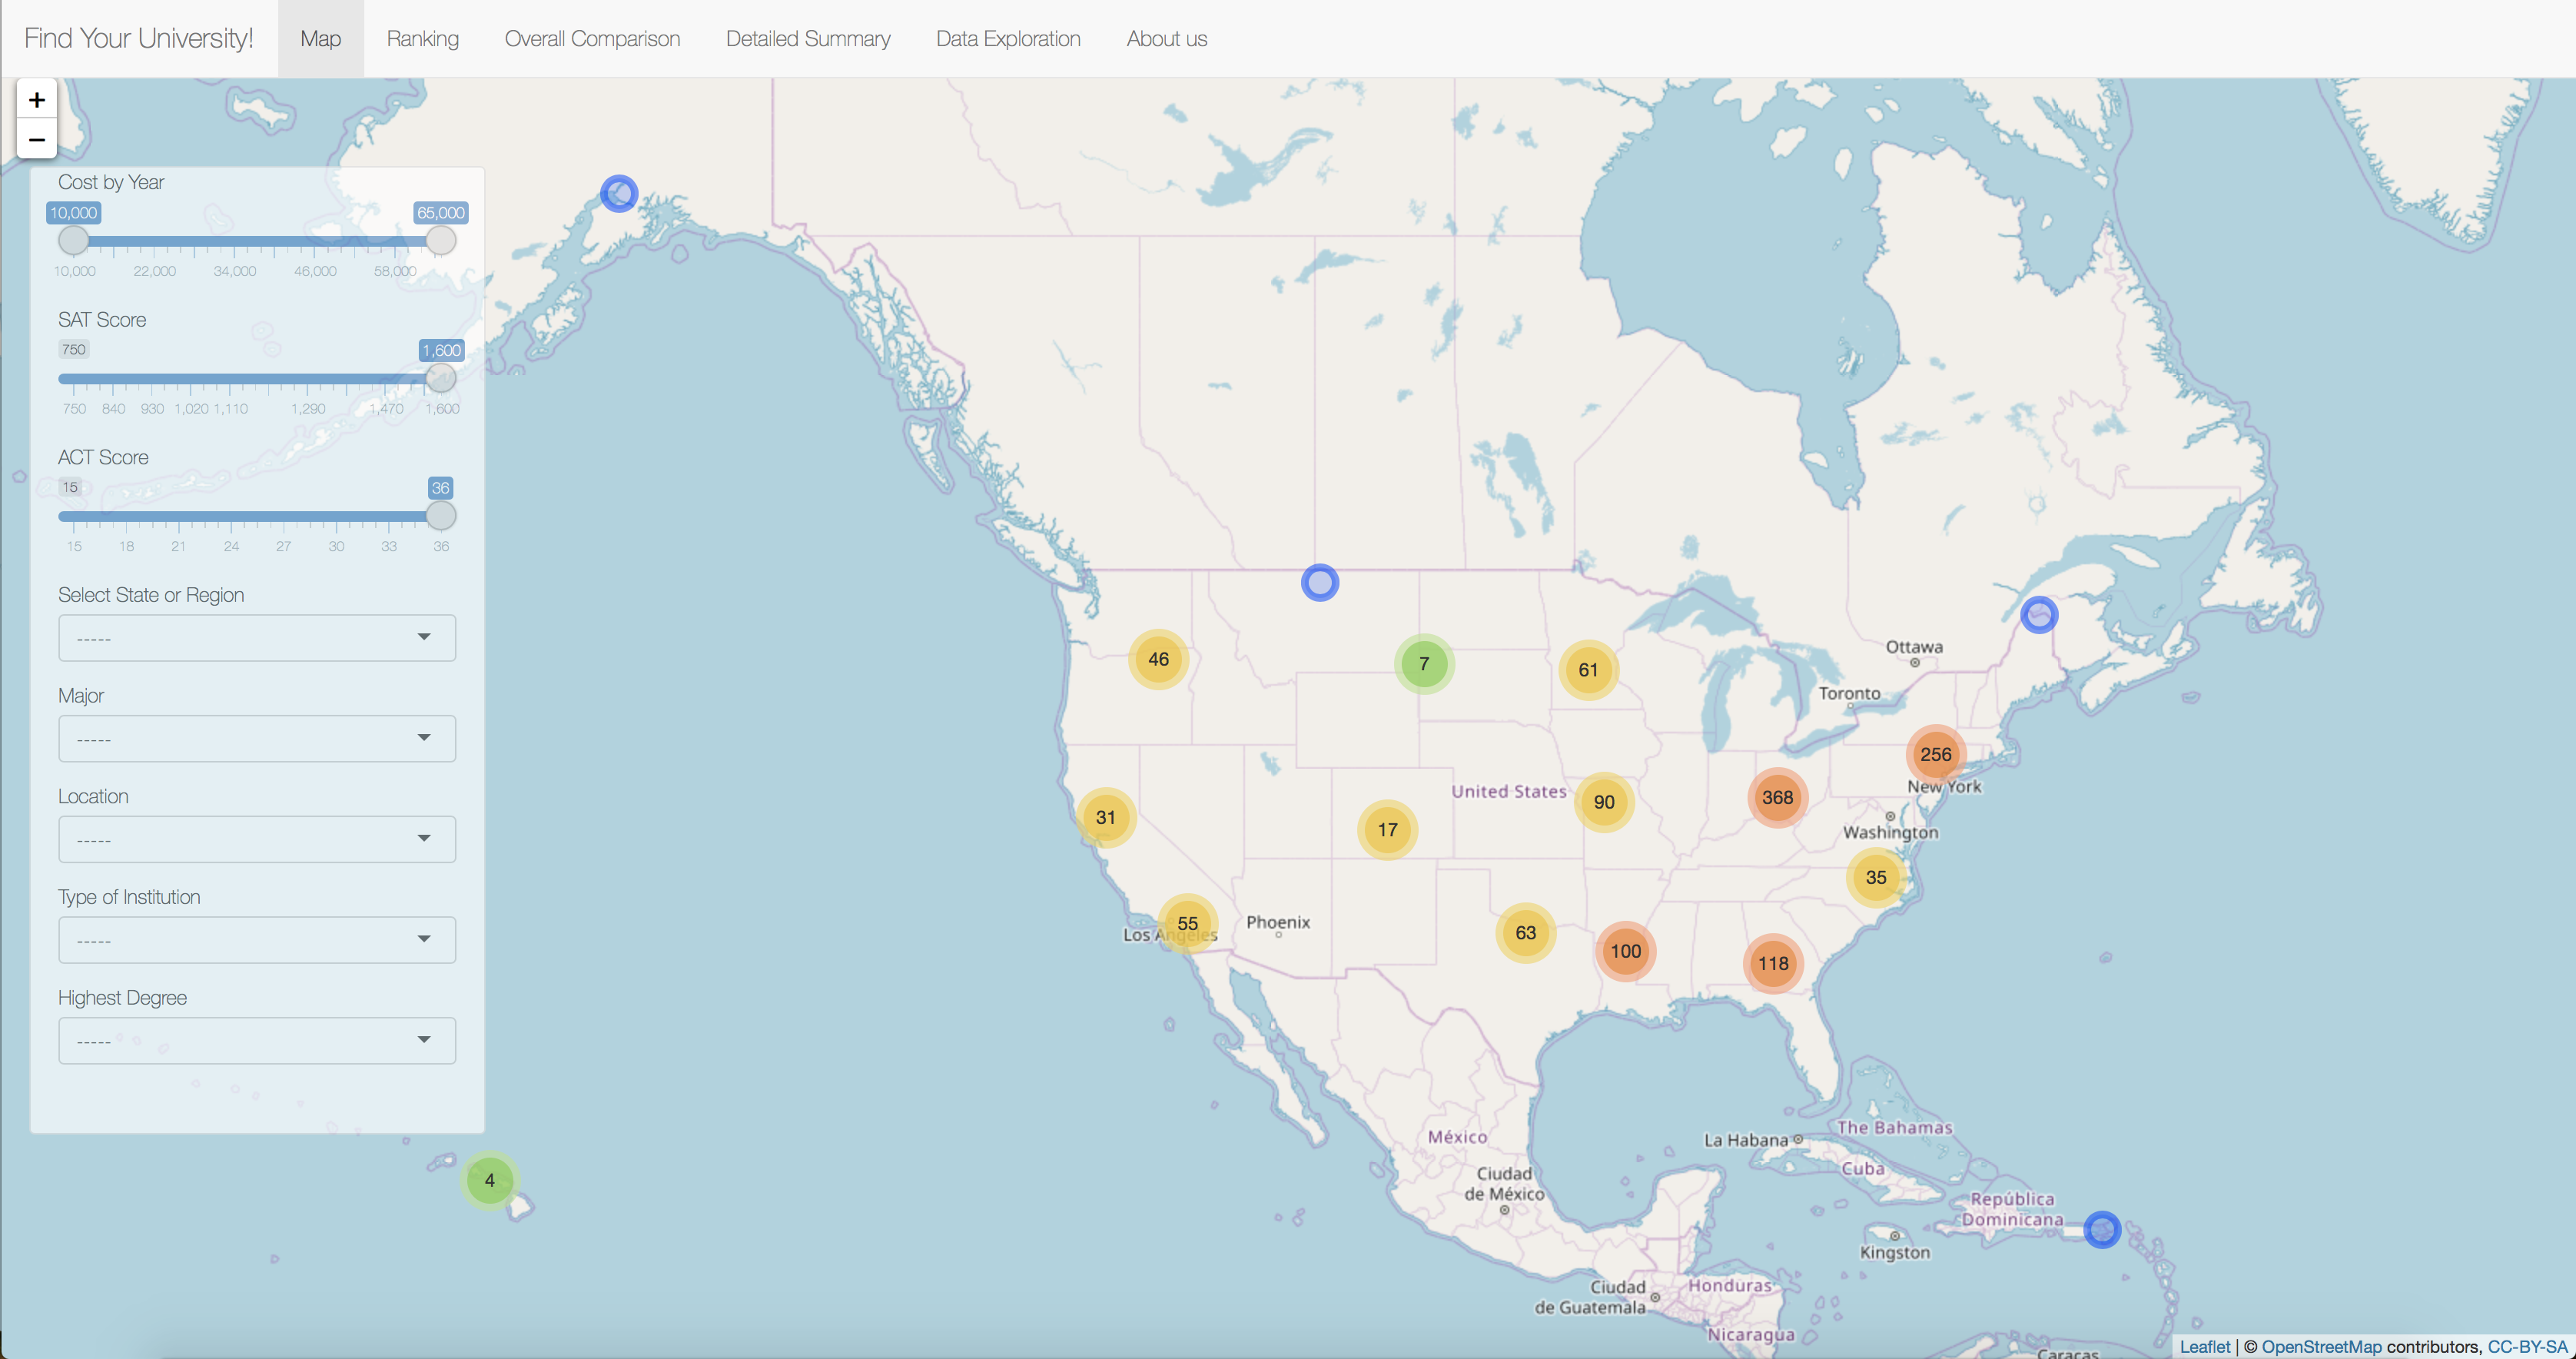 Find Your University! Map Ranking Overall Comparison Detailed Summary Data Exploration About us
+
−
Cost by Year
10,000 65,000
10,000 22,000 34,000 46,000 58,000
SAT Score
750 1,600
750 840 930 1,020 1,110 1,290 1,470 1,600
ACT Score
15 36
15 18 21 24 27 30 33 36
Select State or Region
-----
Major
-----
Location
-----
Type of Institution
-----
Highest Degree
-----
4
46
7
61
Ottawa
Toronto
256
New York
368
United States
90
31
17
Washington
35
55
Los Angeles
Phoenix
63
100
118
México
Ciudad
de México
La Habana
The Bahamas
Cuba
República
Dominicana
Kingston
Ciudad
de Guatemala
Honduras
Nicaragua
Caracas
Leaflet | © OpenStreetMap contributors, CC-BY-SA